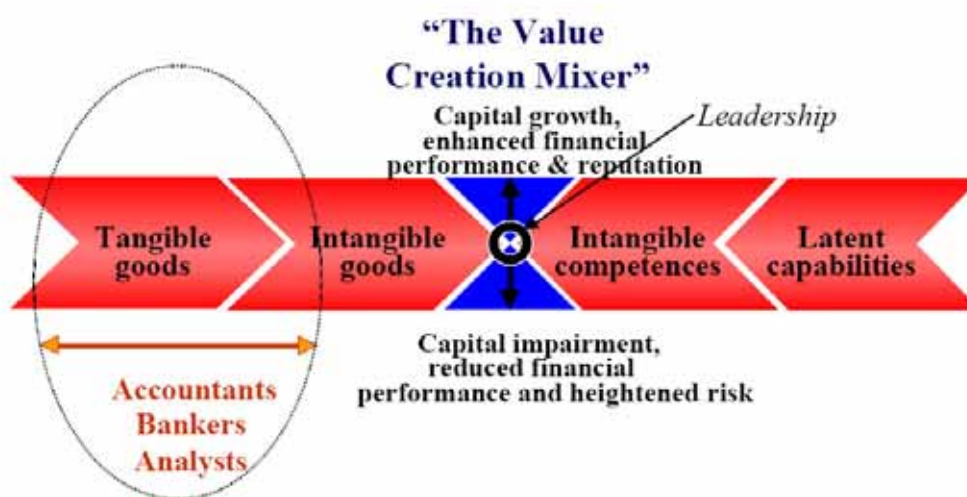 “The Value
Creation Mixer”
Capital growth,
enhanced financial
performance & reputation
Leadership
Tangible
goods
Intangible
goods
Intangible
competences
Latent
capabilities
Capital impairment,
reduced financial
performance and heightened risk
Accountants
Bankers
Analysts